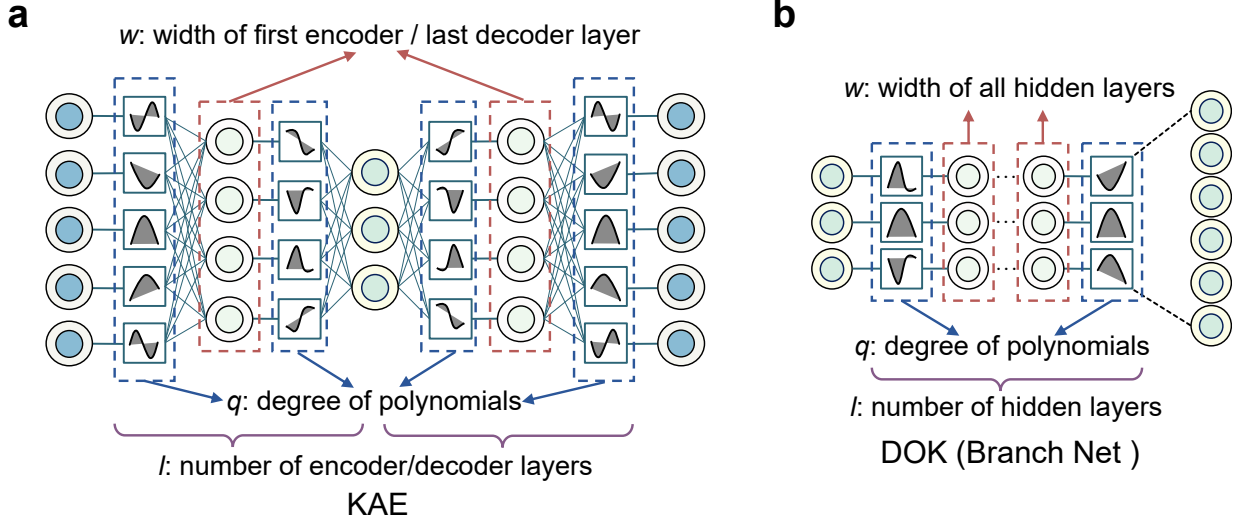 a
w: width of first encoder / last decoder layer
q: degree of polynomials
l: number of encoder/decoder layers
KAE
b
w: width of all hidden layers
q: degree of polynomials
l: number of hidden layers
DOK (Branch Net )